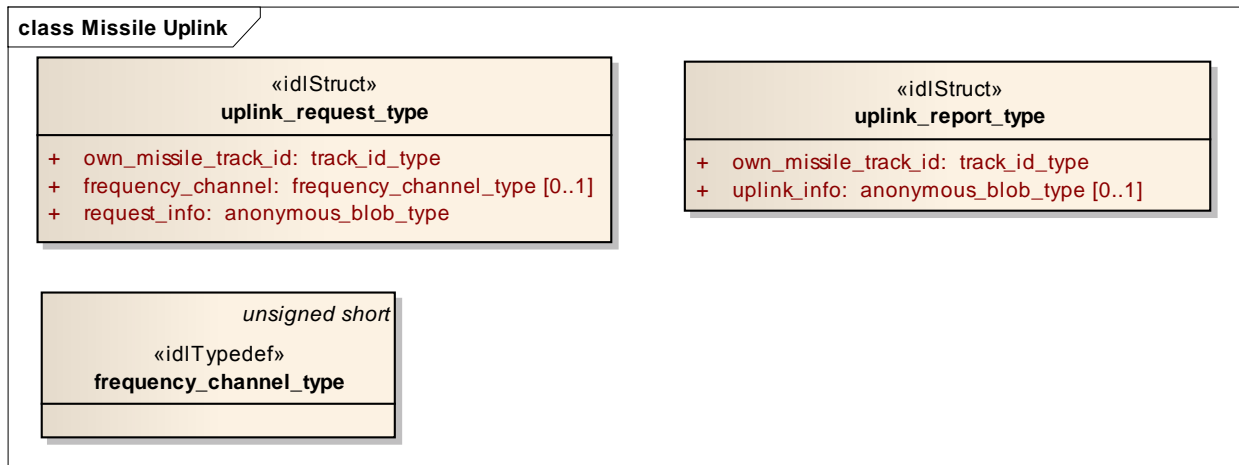 class Missile Uplink
«idlStruct»
uplink_request_type
+ own_missile_track_id: track_id_type
+ frequency_channel: frequency_channel_type [0..1]
+ request_info: anonymous_blob_type
«idlStruct»
uplink_report_type
+ own_missile_track_id: track_id_type
+ uplink_info: anonymous_blob_type [0..1]
unsigned short
«idlTypedef»
frequency_channel_type